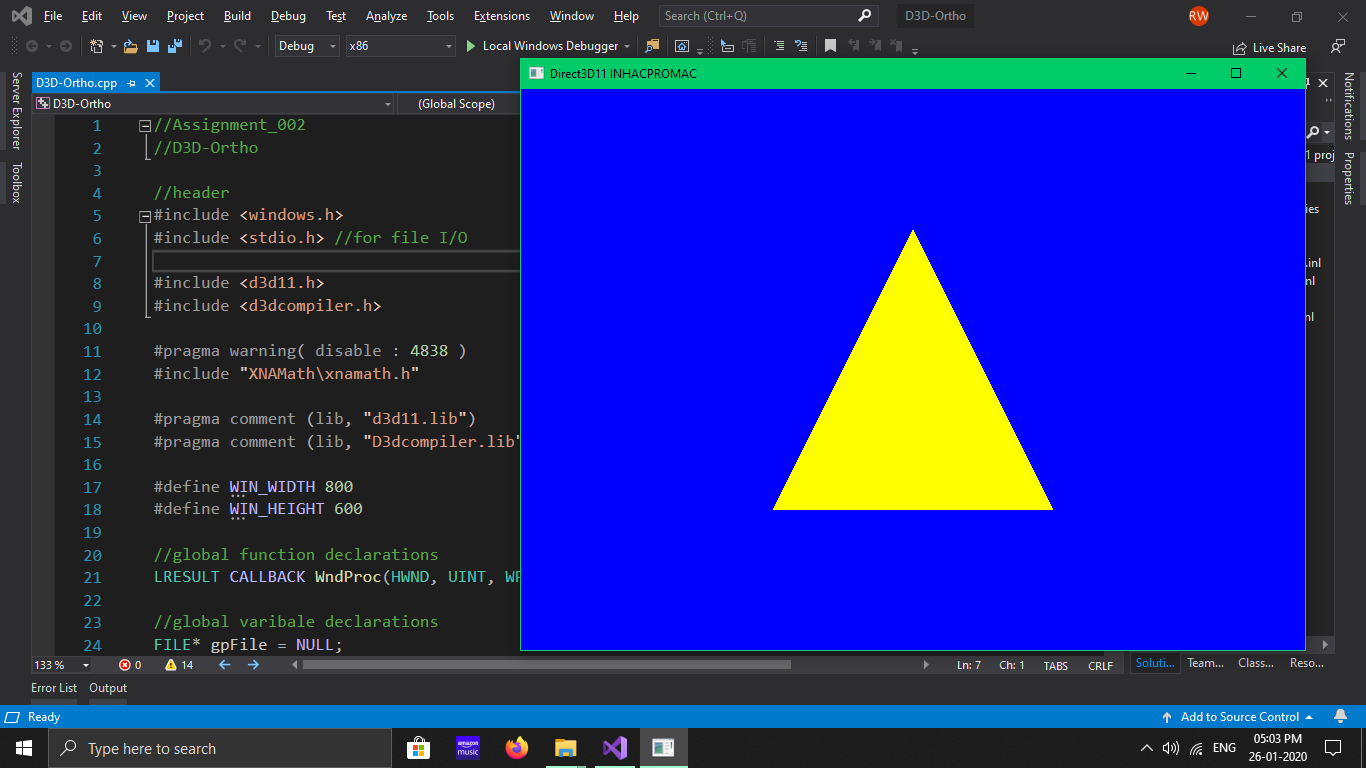 File Edit View Project Build Debug Test Analyze Tools Extensions Window Help Search (Ctrl+Q) D3D-Ortho RW
Debug x86 Local Windows Debugger Live Share
D3D-Ortho.cpp
D3D-Ortho (Global Scope)
Server Explorer
Toolbox
Notifications
Properties
1 //Assignment_002
2 //D3D-Ortho
3
4 //header
5 #include <windows.h>
6 #include <stdio.h> //for file I/O
7
8 #include <d3d11.h>
9 #include <d3dcompiler.h>
10
11 #pragma warning( disable : 4838 )
12 #include "XNAMath\xnamath.h"
13
14 #pragma comment (lib, "d3d11.lib")
15 #pragma comment (lib, "D3dcompiler.lib"
16
17 #define WIN_WIDTH 800
18 #define WIN_HEIGHT 600
19
20 //global function declarations
21 LRESULT CALLBACK WndProc(HWND, UINT, WP
22
23 //global varibale declarations
24 FILE* gpFile = NULL;
Direct3D11 INHACPROMAC
1 proj
ies
.inl
nl
nl
133 % 0 14 Ln: 7 Ch: 1 TABS CRLF
Soluti... Team... Class... Reso...
Error List Output
Ready Add to Source Control
Type here to search
amazon music
ENG
05:03 PM
26-01-2020